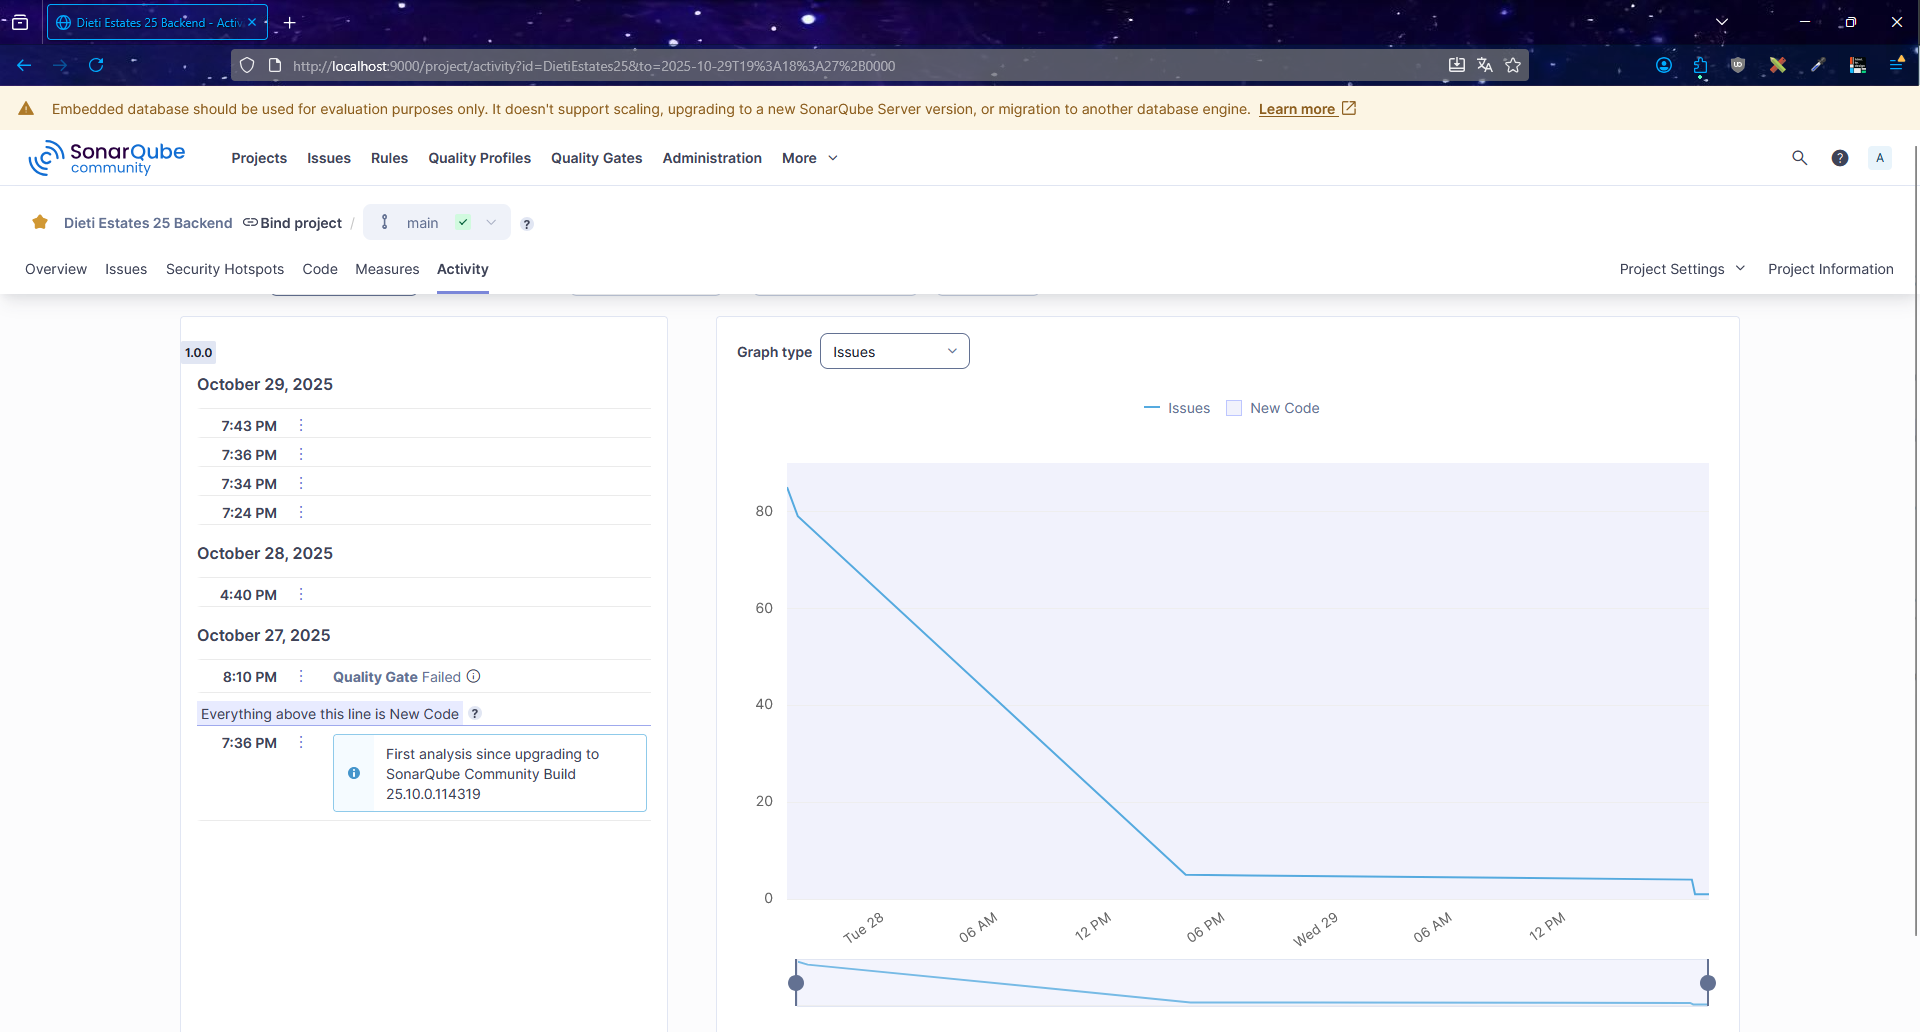 Dieti Estates 25 Backend - Activ
http://localhost:9000/project/activity?id=DietiEstates25&to=2025-10-29T19%3A18%3A27%2B0000
Embedded database should be used for evaluation purposes only. It doesn't support scaling, upgrading to a new SonarQube Server version, or migration to another database engine. Learn more
SonarQube community
Projects Issues Rules Quality Profiles Quality Gates Administration More
? A
Dieti Estates 25 Backend Bind project / main ?
Overview Issues Security Hotspots Code Measures Activity Project Settings Project Information
1.0.0
October 29, 2025
7:43 PM
7:36 PM
7:34 PM
7:24 PM
October 28, 2025
4:40 PM
October 27, 2025
8:10 PM Quality Gate Failed
Everything above this line is New Code ?
7:36 PM
First analysis since upgrading to
SonarQube Community Build
25.10.0.114319
Graph type Issues
Issues New Code
80
60
40
20
0
Tue 28 06 AM 12 PM 06 PM Wed 29 06 AM 12 PM